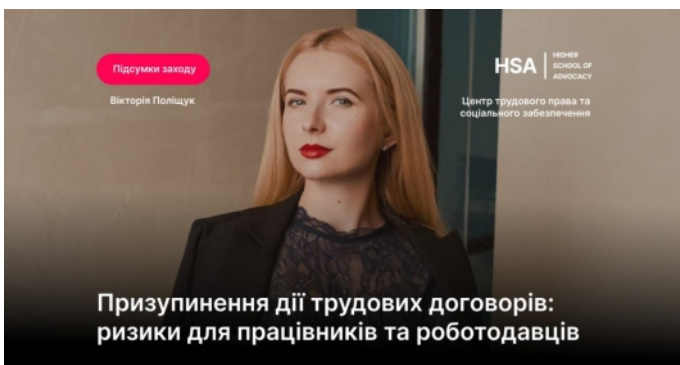 Підсумки заходу
Вікторія Поліщук
HSA
HIGHER
SCHOOL OF
ADVOCACY
Центр трудового права та
соціального забезпечення
Призупинення дії трудових договорів:
ризики для працівників та роботодавців